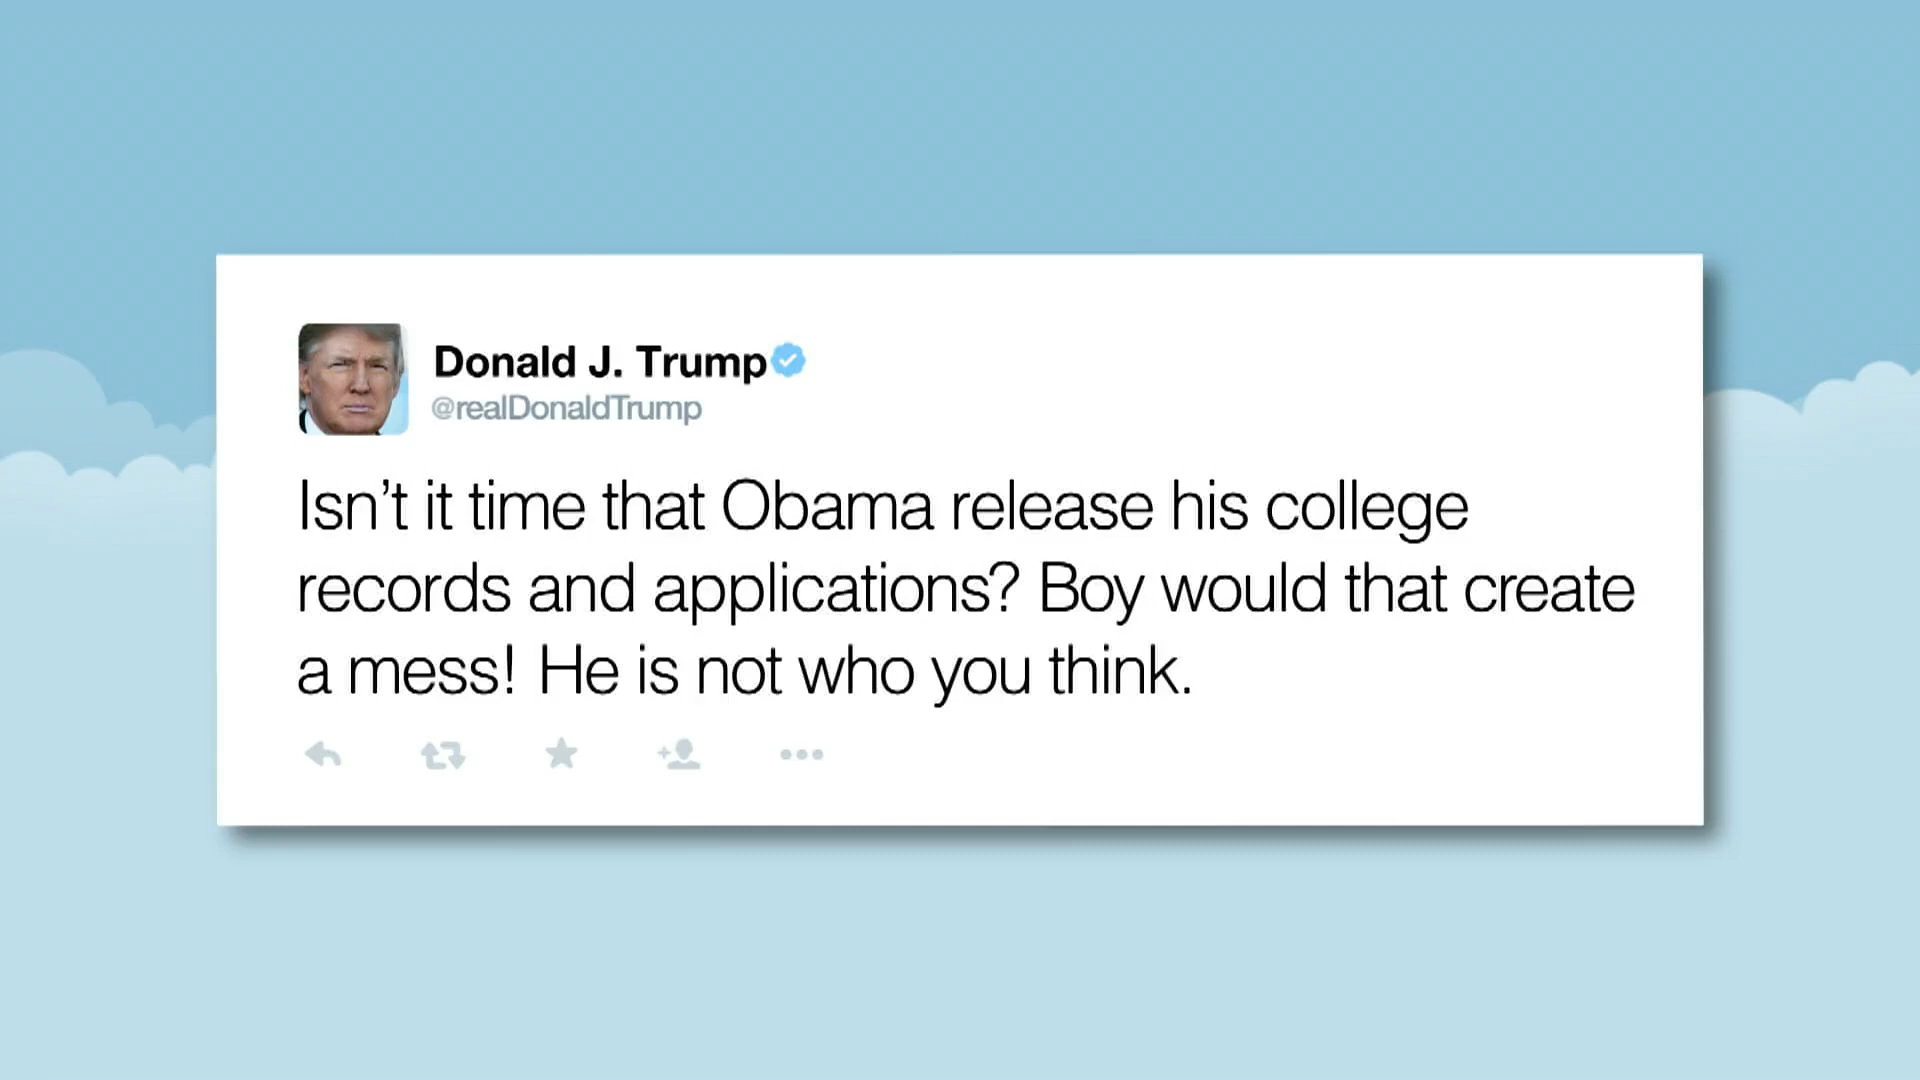 Donald J. Trump
@realDonaldTrump
Isn’t it time that Obama release his college
records and applications? Boy would that create
a mess! He is not who you think.